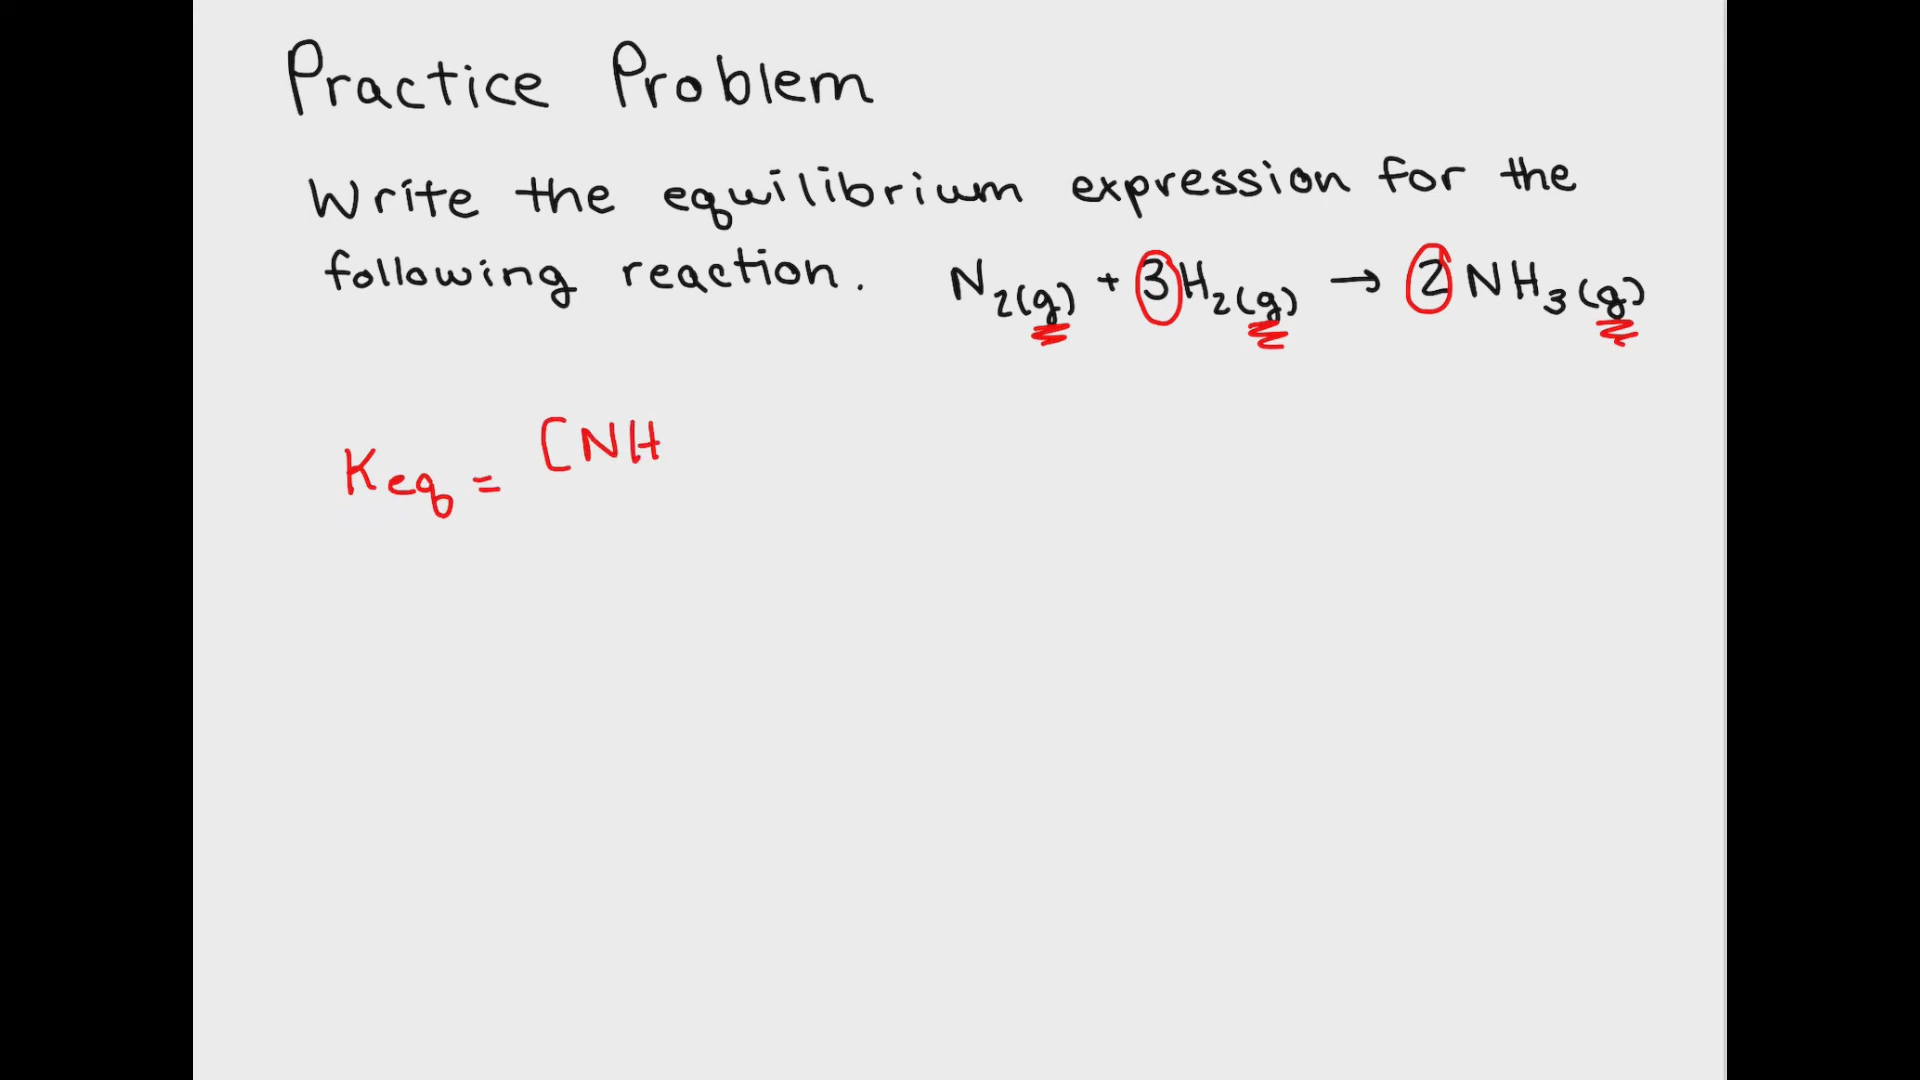 Practice Problem
Write the equilibrium expression for the
following reaction. N₂(g) + 3H₂(g) → 2NH₃(g)
Keq = [NH